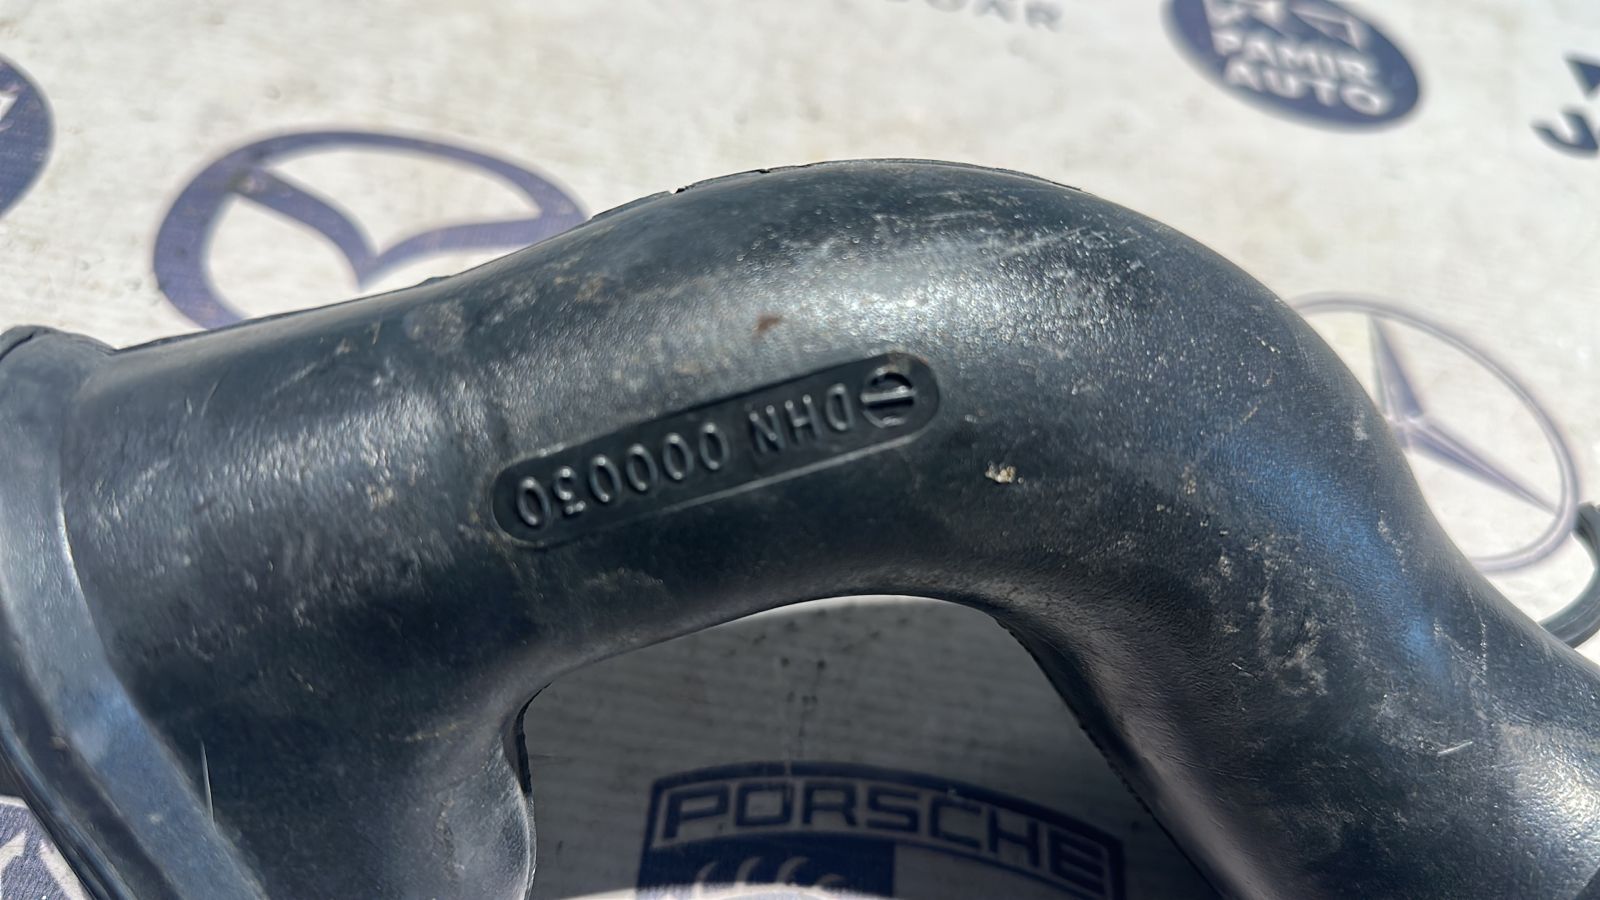 PAMIR
AUTO
DHN 000030
PORSCHE